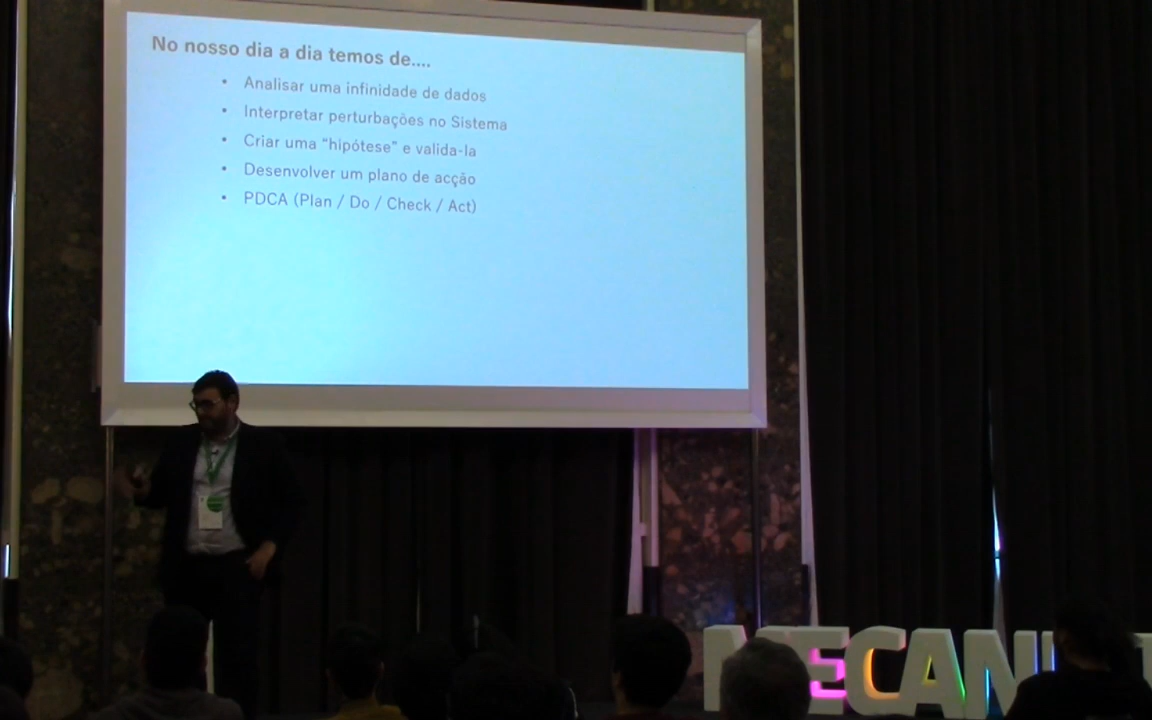 No nosso dia a dia temos de....
• Analisar uma infinidade de dados
• Interpretar perturbações no Sistema
• Criar uma “hipótese” e valida-la
• Desenvolver um plano de acção
• PDCA (Plan / Do / Check / Act)